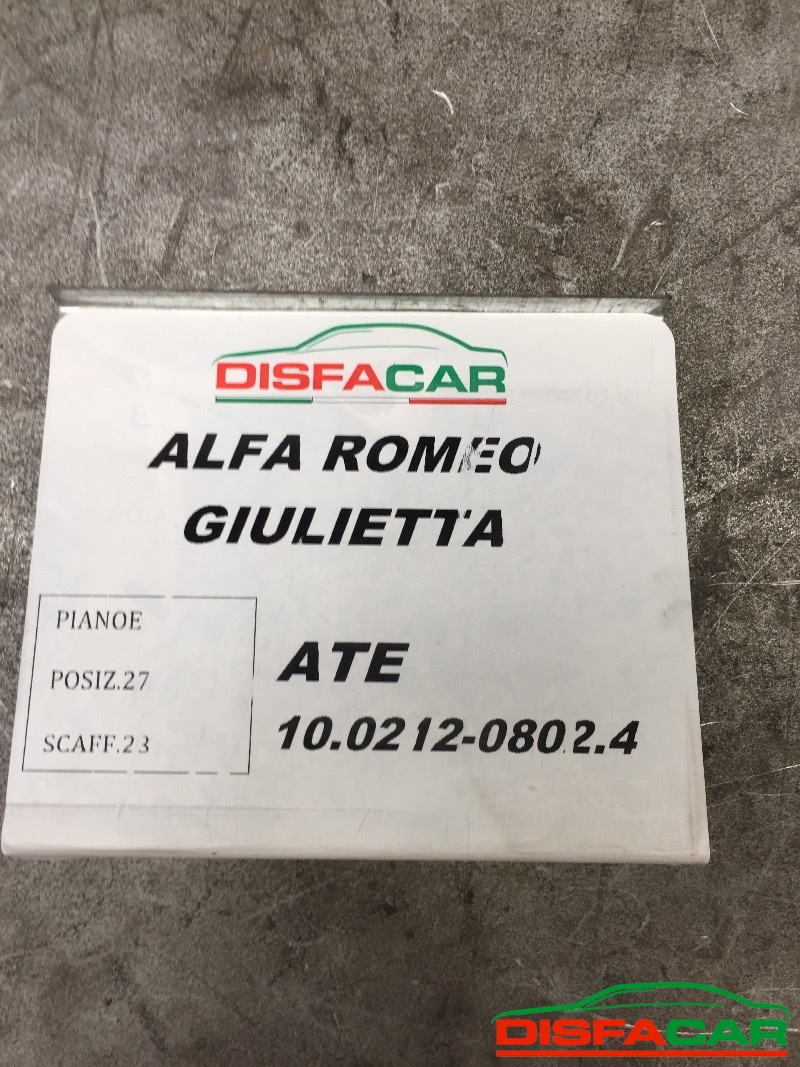 DISFACAR
ALFA ROMEO
GIULIETTA
PIANOE
POSIZ.27
SCAFF.23
ATE
10.0212-0802.4
DISFACAR